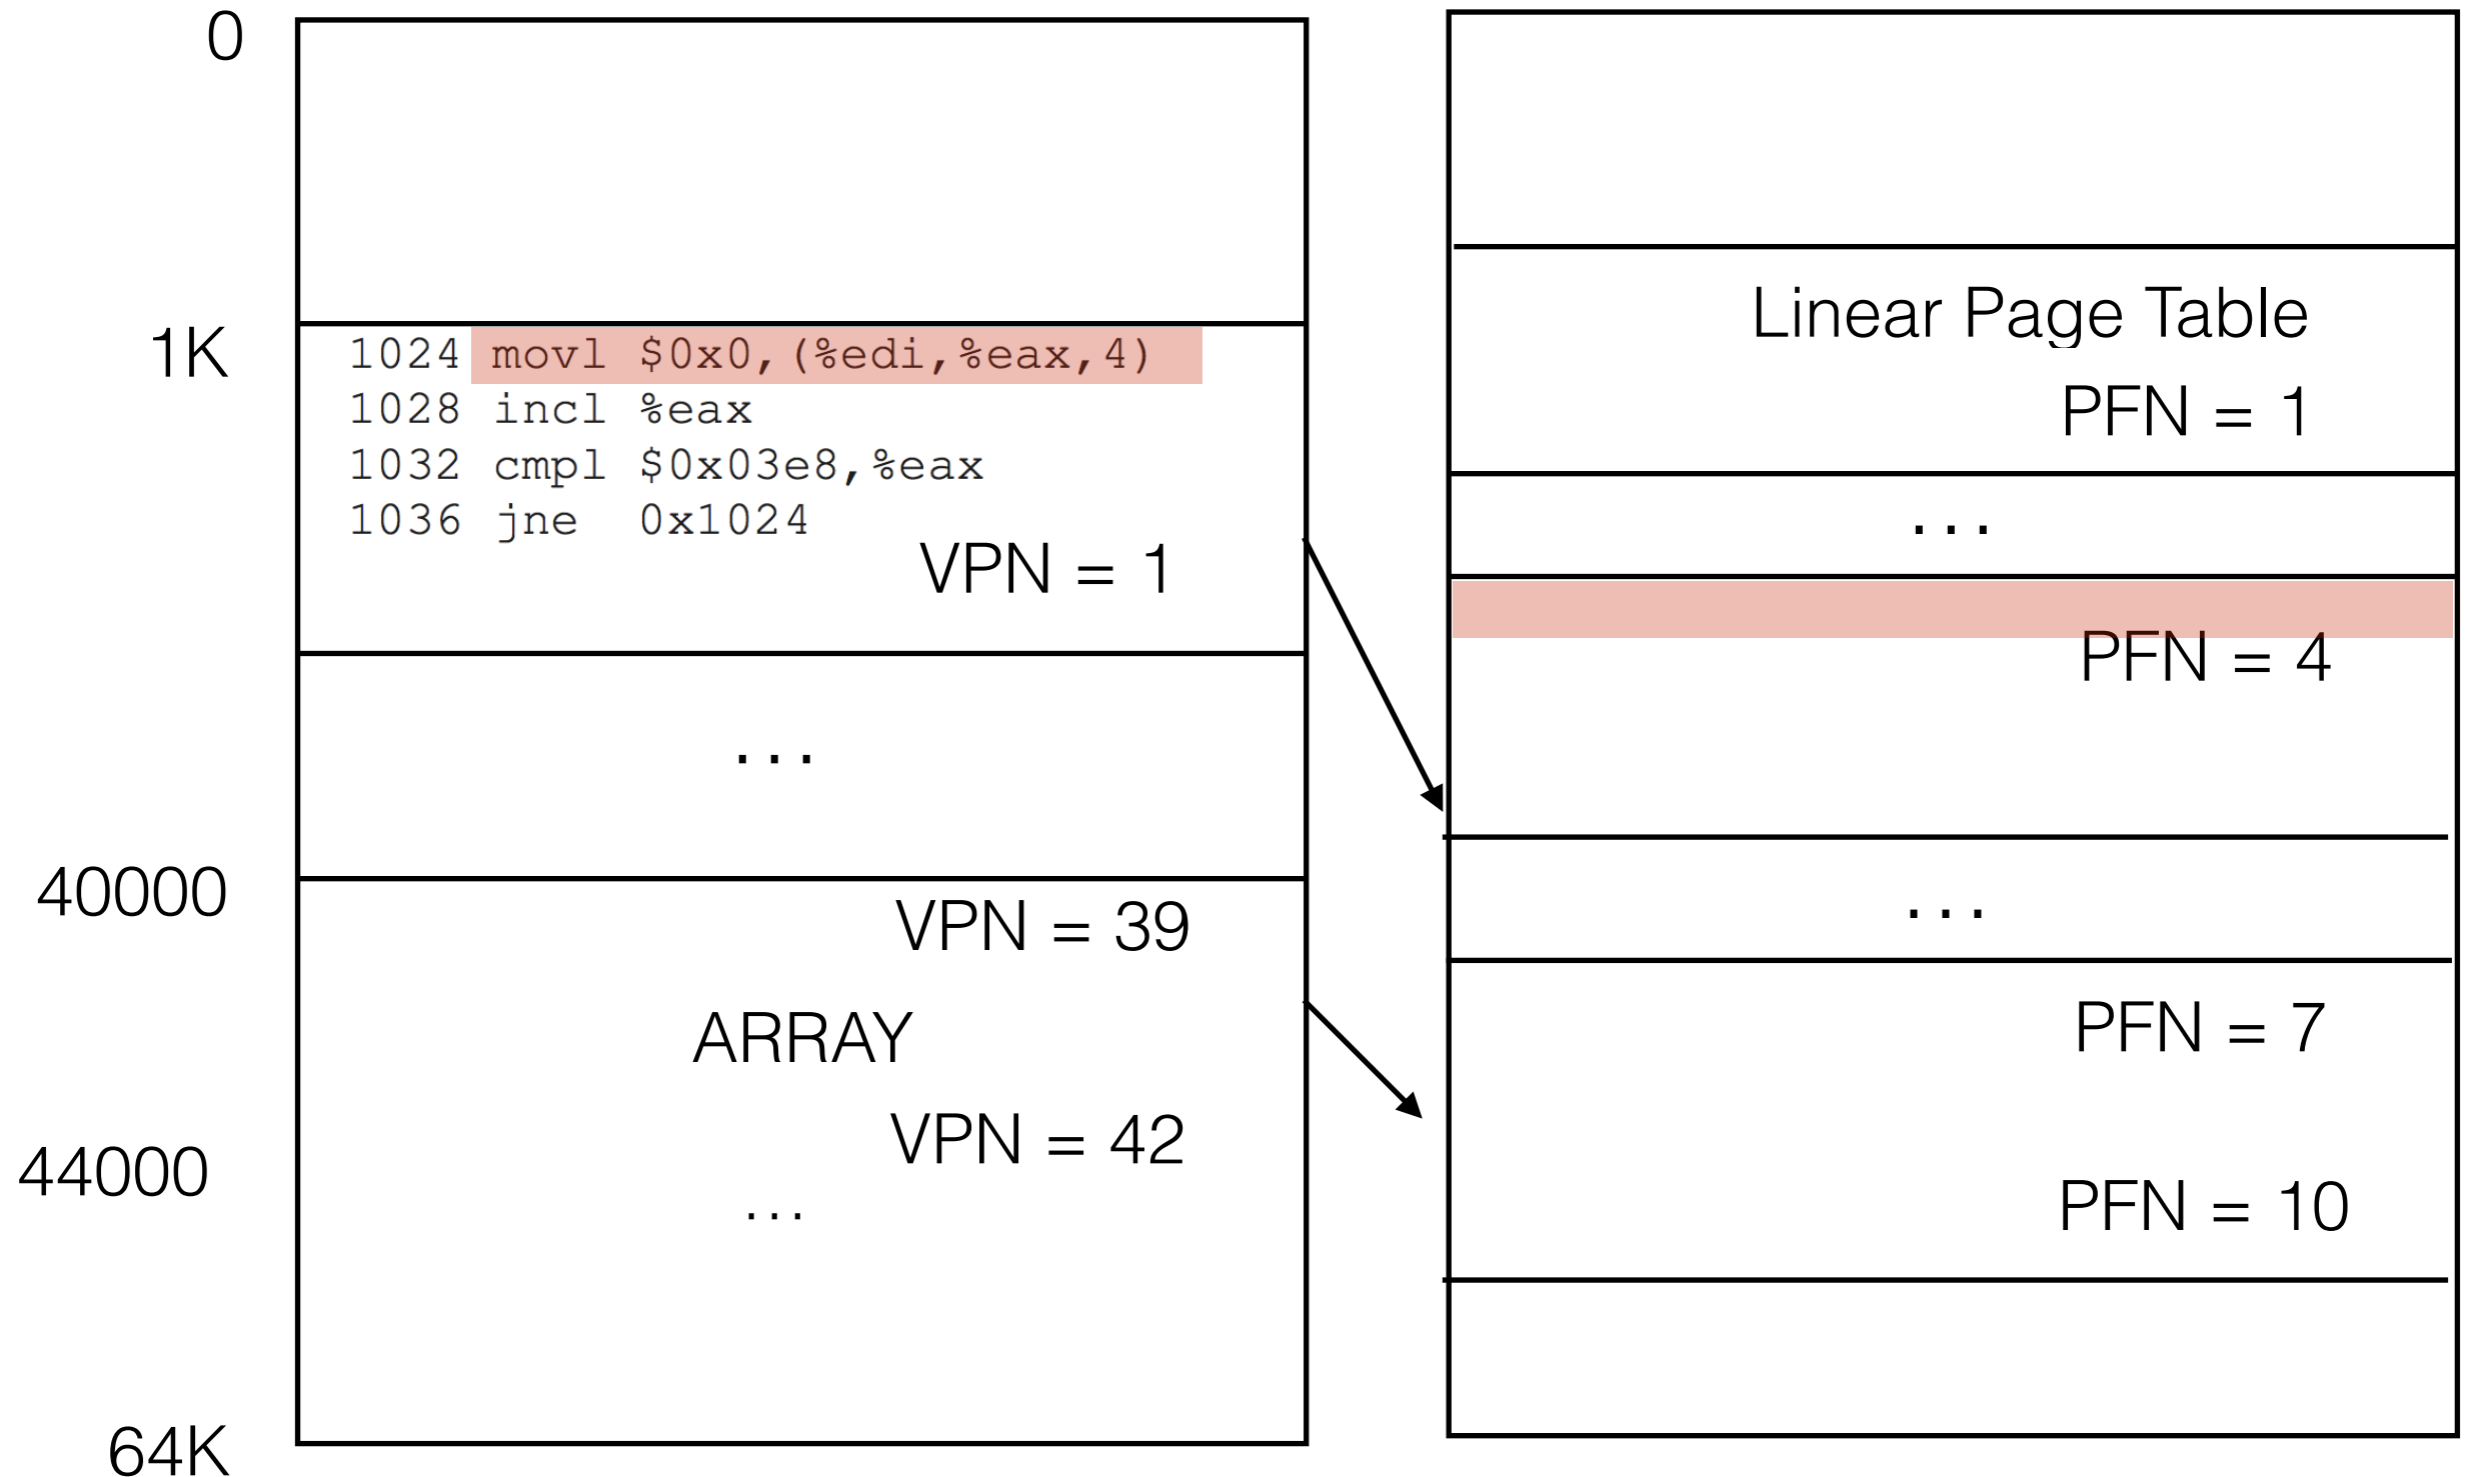 0
1K
1024 movl $0x0,(%edi,%eax,4)
1028 incl %eax
1032 cmpl $0x03e8,%eax
1036 jne 0x1024
VPN = 1
...
40000
VPN = 39
ARRAY
VPN = 42
44000
...
64K
Linear Page Table
PFN = 1
...
PFN = 4
...
PFN = 7
PFN = 10